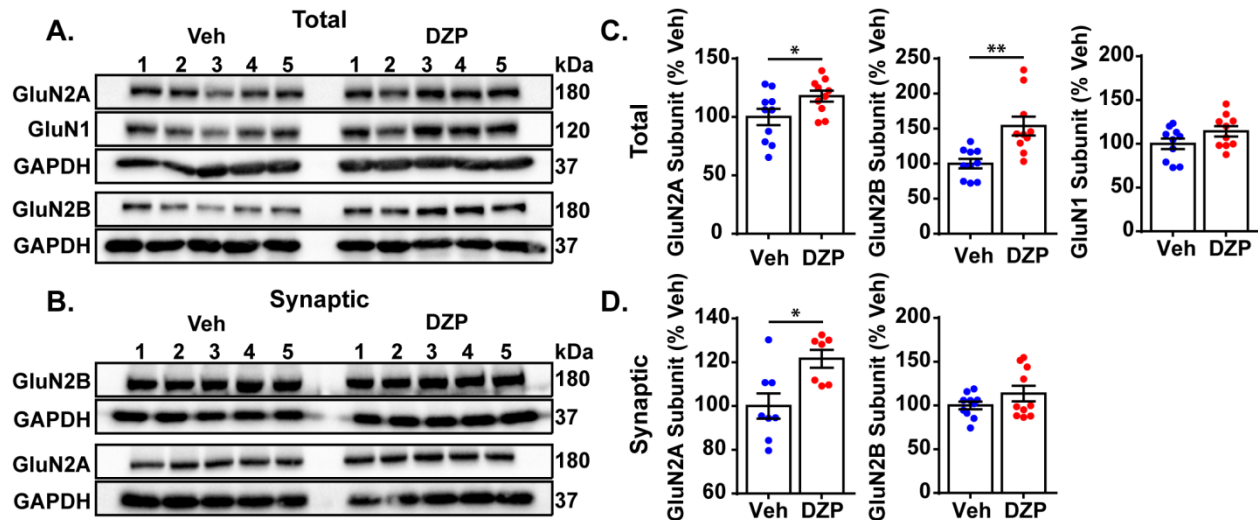 A.
Total
Veh
DZP
1 2 3 4 5
1 2 3 4 5
kDa
GluN2A
180
GluN1
120
GAPDH
37
GluN2B
180
GAPDH
37
B.
Synaptic
Veh
DZP
1 2 3 4 5
1 2 3 4 5
kDa
GluN2B
180
GAPDH
37
GluN2A
180
GAPDH
37
C.
Total
GluN2A Subunit (% Veh)
150
100
50
0
*
Veh DZP
GluN2B Subunit (% Veh)
250
200
150
100
50
0
**
Veh DZP
GluN1 Subunit (% Veh)
200
150
100
50
0
Veh DZP
D.
Synaptic
GluN2A Subunit (% Veh)
140
120
100
80
60
*
Veh DZP
GluN2B Subunit (% Veh)
200
150
100
50
0
Veh DZP